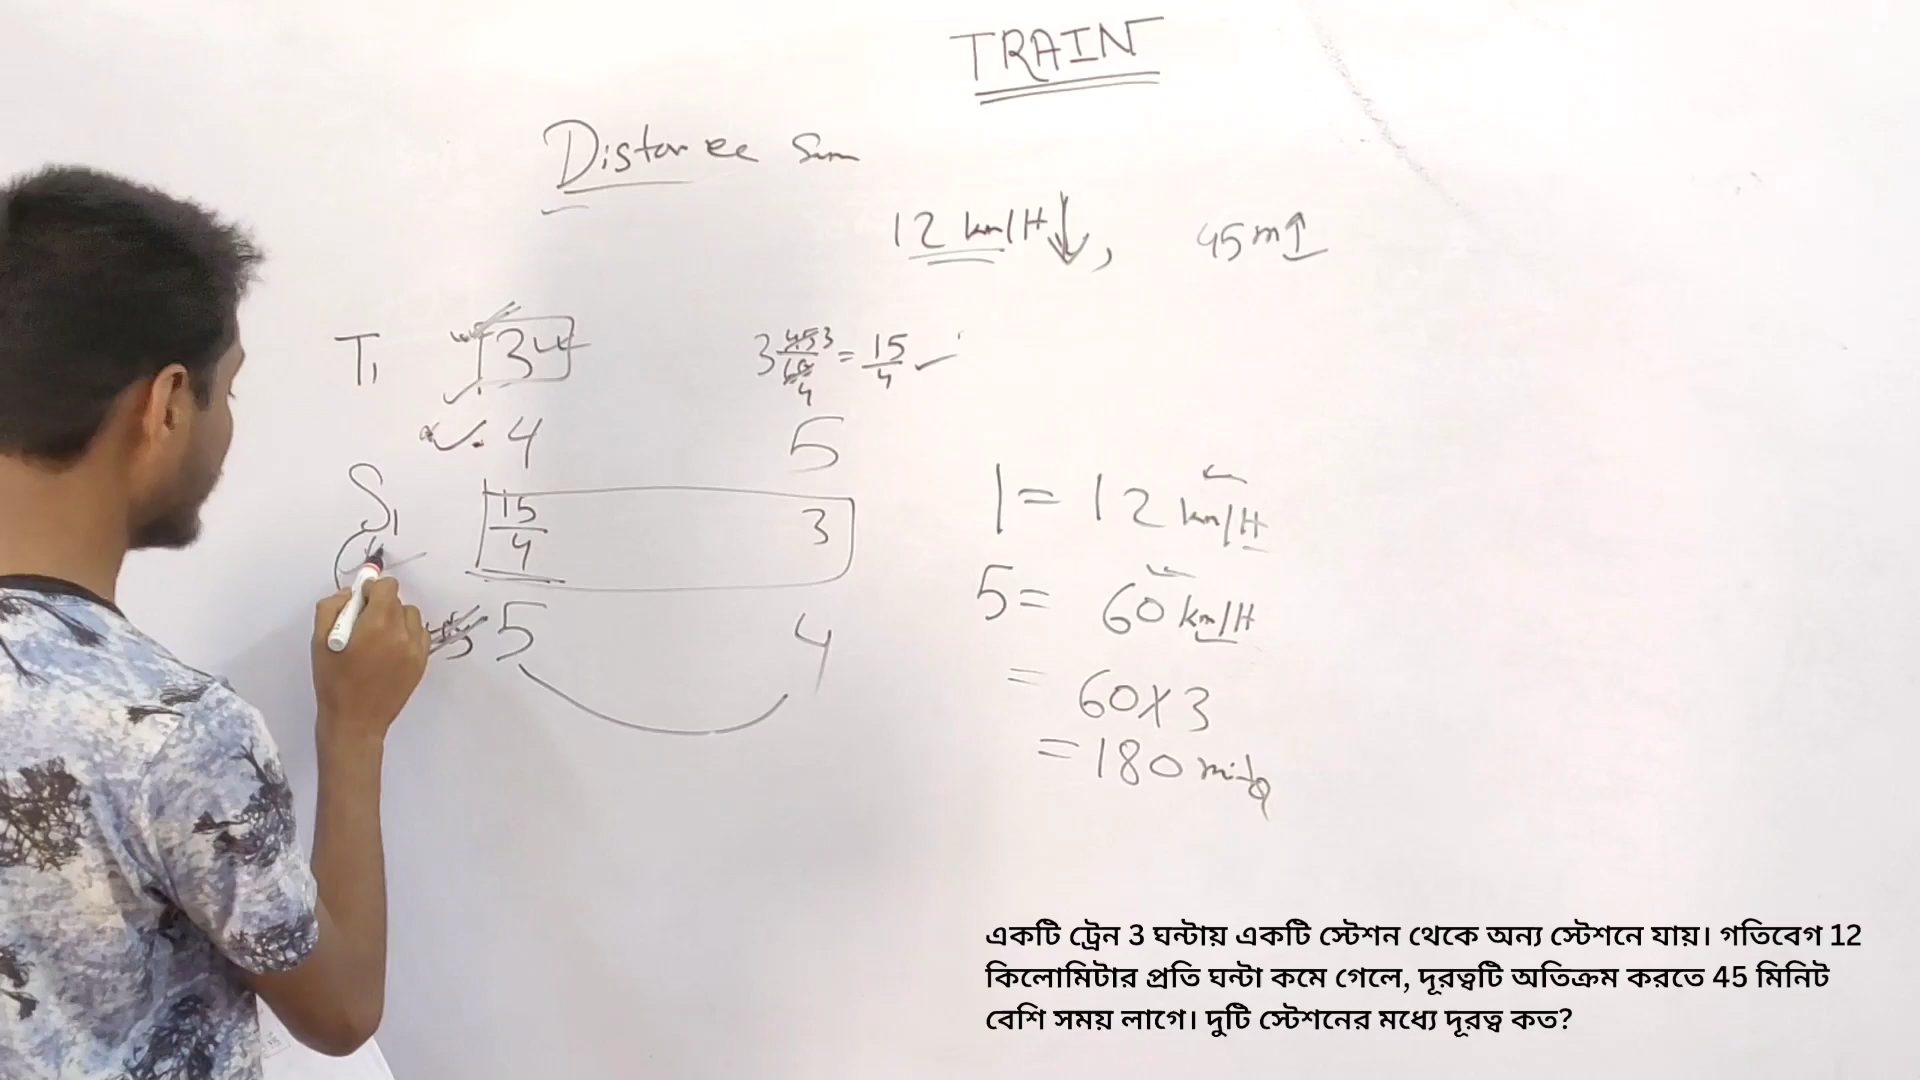 TRAIN
Distance Sum
12 km/H↓, 45m↑
T₁ 3 3 45/60 3/4 = 15/4
4 5
S₁ 15/4 3
5 4
1 = 12 km/H
5 = 60 km/H
= 60 X 3
= 180
একটি ট্রেন 3 ঘন্টায় একটি স্টেশন থেকে অন্য স্টেশনে যায়। গতিবেগ 12
কিলোমিটার প্রতি ঘন্টা কমে গেলে, দূরত্বটি অতিক্রম করতে 45 মিনিট
বেশি সময় লাগে। দুটি স্টেশনের মধ্যে দূরত্ব কত?